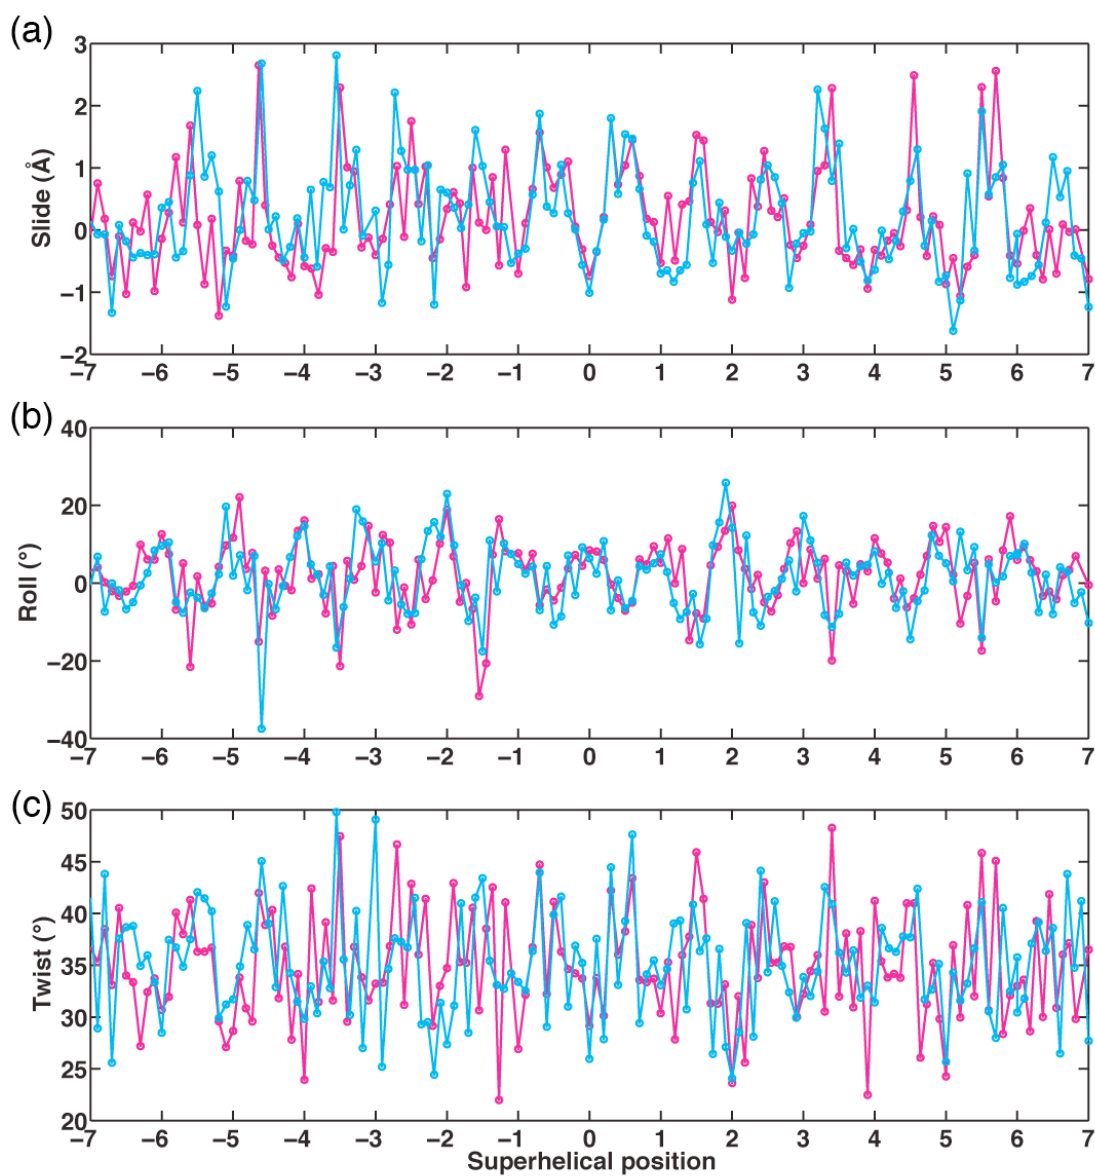 (a)
Slide (Å)
3
2
1
0
−1
−2
−7 −6 −5 −4 −3 −2 −1 0 1 2 3 4 5 6 7
(b)
Roll (°)
40
20
0
−20
−40
−7 −6 −5 −4 −3 −2 −1 0 1 2 3 4 5 6 7
(c)
Twist (°)
50
45
40
35
30
25
20
−7 −6 −5 −4 −3 −2 −1 0 1 2 3 4 5 6 7
Superhelical position